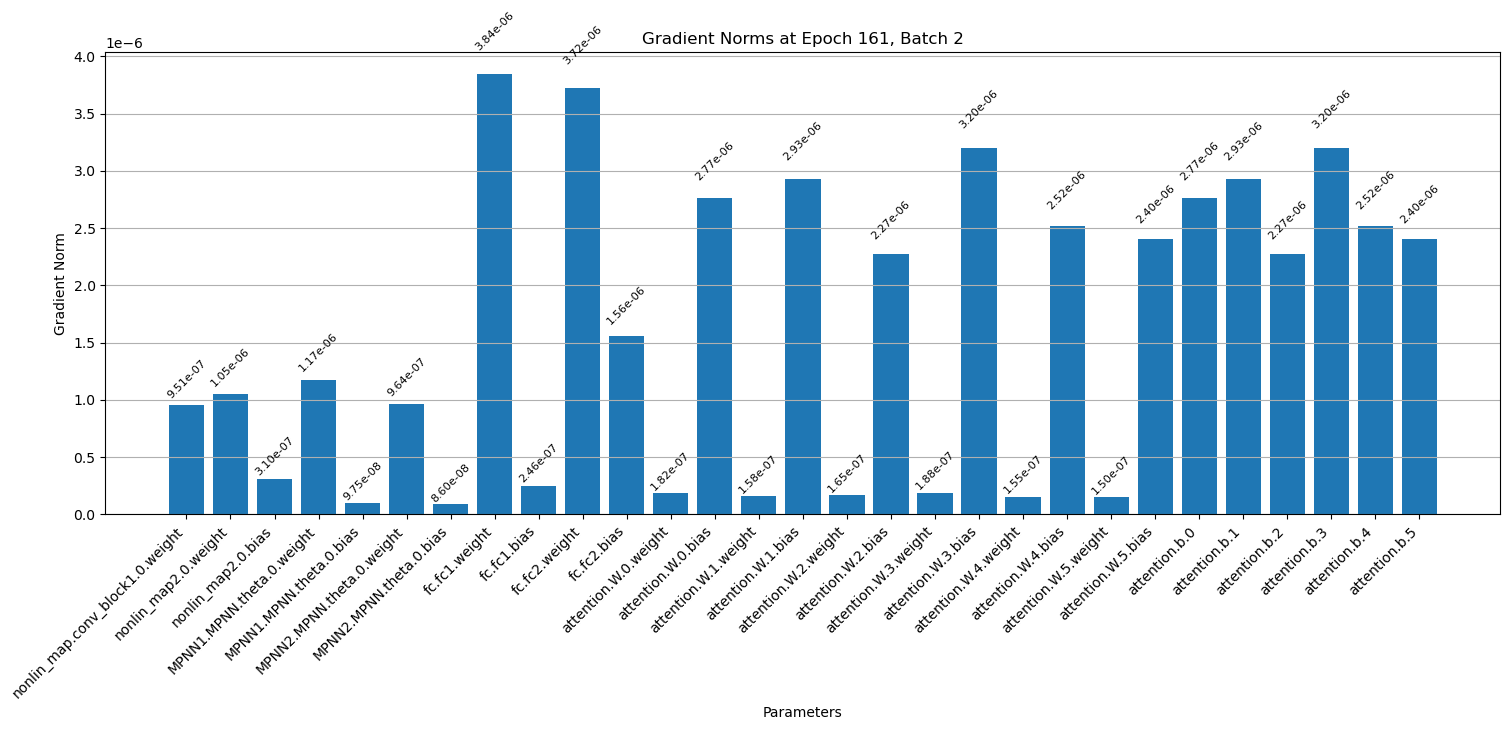 Gradient Norms at Epoch 161, Batch 2
1e−6
4.0
3.5
3.0
2.5
2.0
1.5
1.0
0.5
0.0
Gradient Norm
9.51e-07
1.05e-06
3.10e-07
1.17e-06
9.75e-08
9.64e-07
8.60e-08
3.84e-06
2.46e-07
3.72e-06
1.56e-06
1.82e-07
2.77e-06
1.58e-07
2.93e-06
1.65e-07
2.27e-06
1.88e-07
3.20e-06
1.55e-07
2.52e-06
1.50e-07
2.40e-06
2.77e-06
2.93e-06
2.27e-06
3.20e-06
2.52e-06
2.40e-06
nonlin_map.conv_block1.0.weight
nonlin_map2.0.weight
nonlin_map2.0.bias
MPNN1.MPNN.theta.0.weight
MPNN1.MPNN.theta.0.bias
MPNN2.MPNN.theta.0.weight
MPNN2.MPNN.theta.0.bias
fc.fc1.weight
fc.fc1.bias
fc.fc2.weight
fc.fc2.bias
attention.W.0.weight
attention.W.0.bias
attention.W.1.weight
attention.W.1.bias
attention.W.2.weight
attention.W.2.bias
attention.W.3.weight
attention.W.3.bias
attention.W.4.weight
attention.W.4.bias
attention.W.5.weight
attention.W.5.bias
attention.b.0
attention.b.1
attention.b.2
attention.b.3
attention.b.4
attention.b.5
Parameters